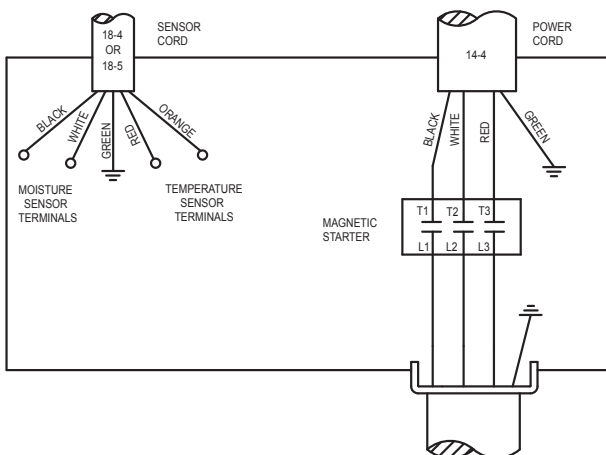 18-4
OR
18-5
SENSOR
CORD
14-4
POWER
CORD
BLACK
WHITE
GREEN
RED
ORANGE
BLACK
WHITE
RED
GREEN
MOISTURE
SENSOR
TERMINALS
TEMPERATURE
SENSOR
TERMINALS
MAGNETIC
STARTER
T1 T2 T3
L1 L2 L3